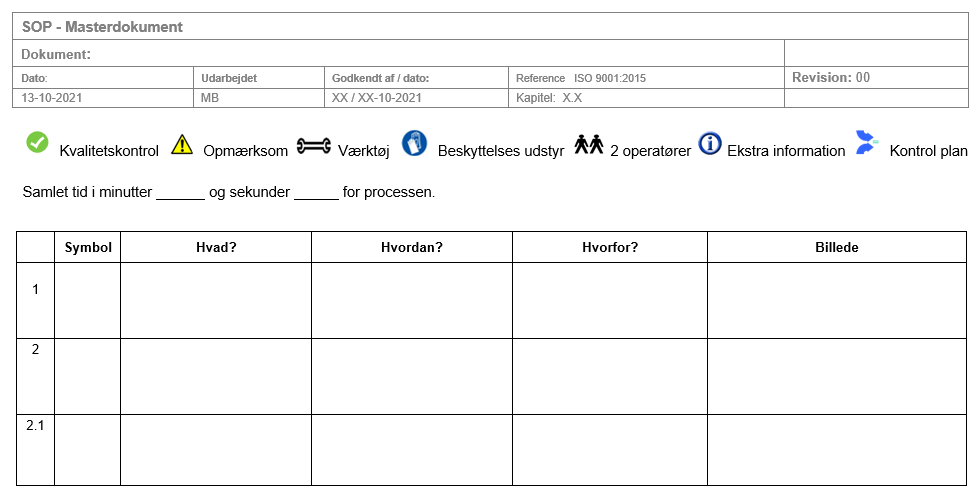 SOP - Masterdokument
Dokument:
Dato: Udarbejdet Godkendt af / dato: Reference ISO 9001:2015 Revision: 00
13-10-2021 MB XX / XX-10-2021 Kapitel: X.X
Kvalitetskontrol Opmærksom Værktøj Beskyttelses udstyr 2 operatører Ekstra information Kontrol plan
Samlet tid i minutter ______ og sekunder ______ for processen.
Symbol Hvad? Hvordan? Hvorfor? Billede
1
2
2.1